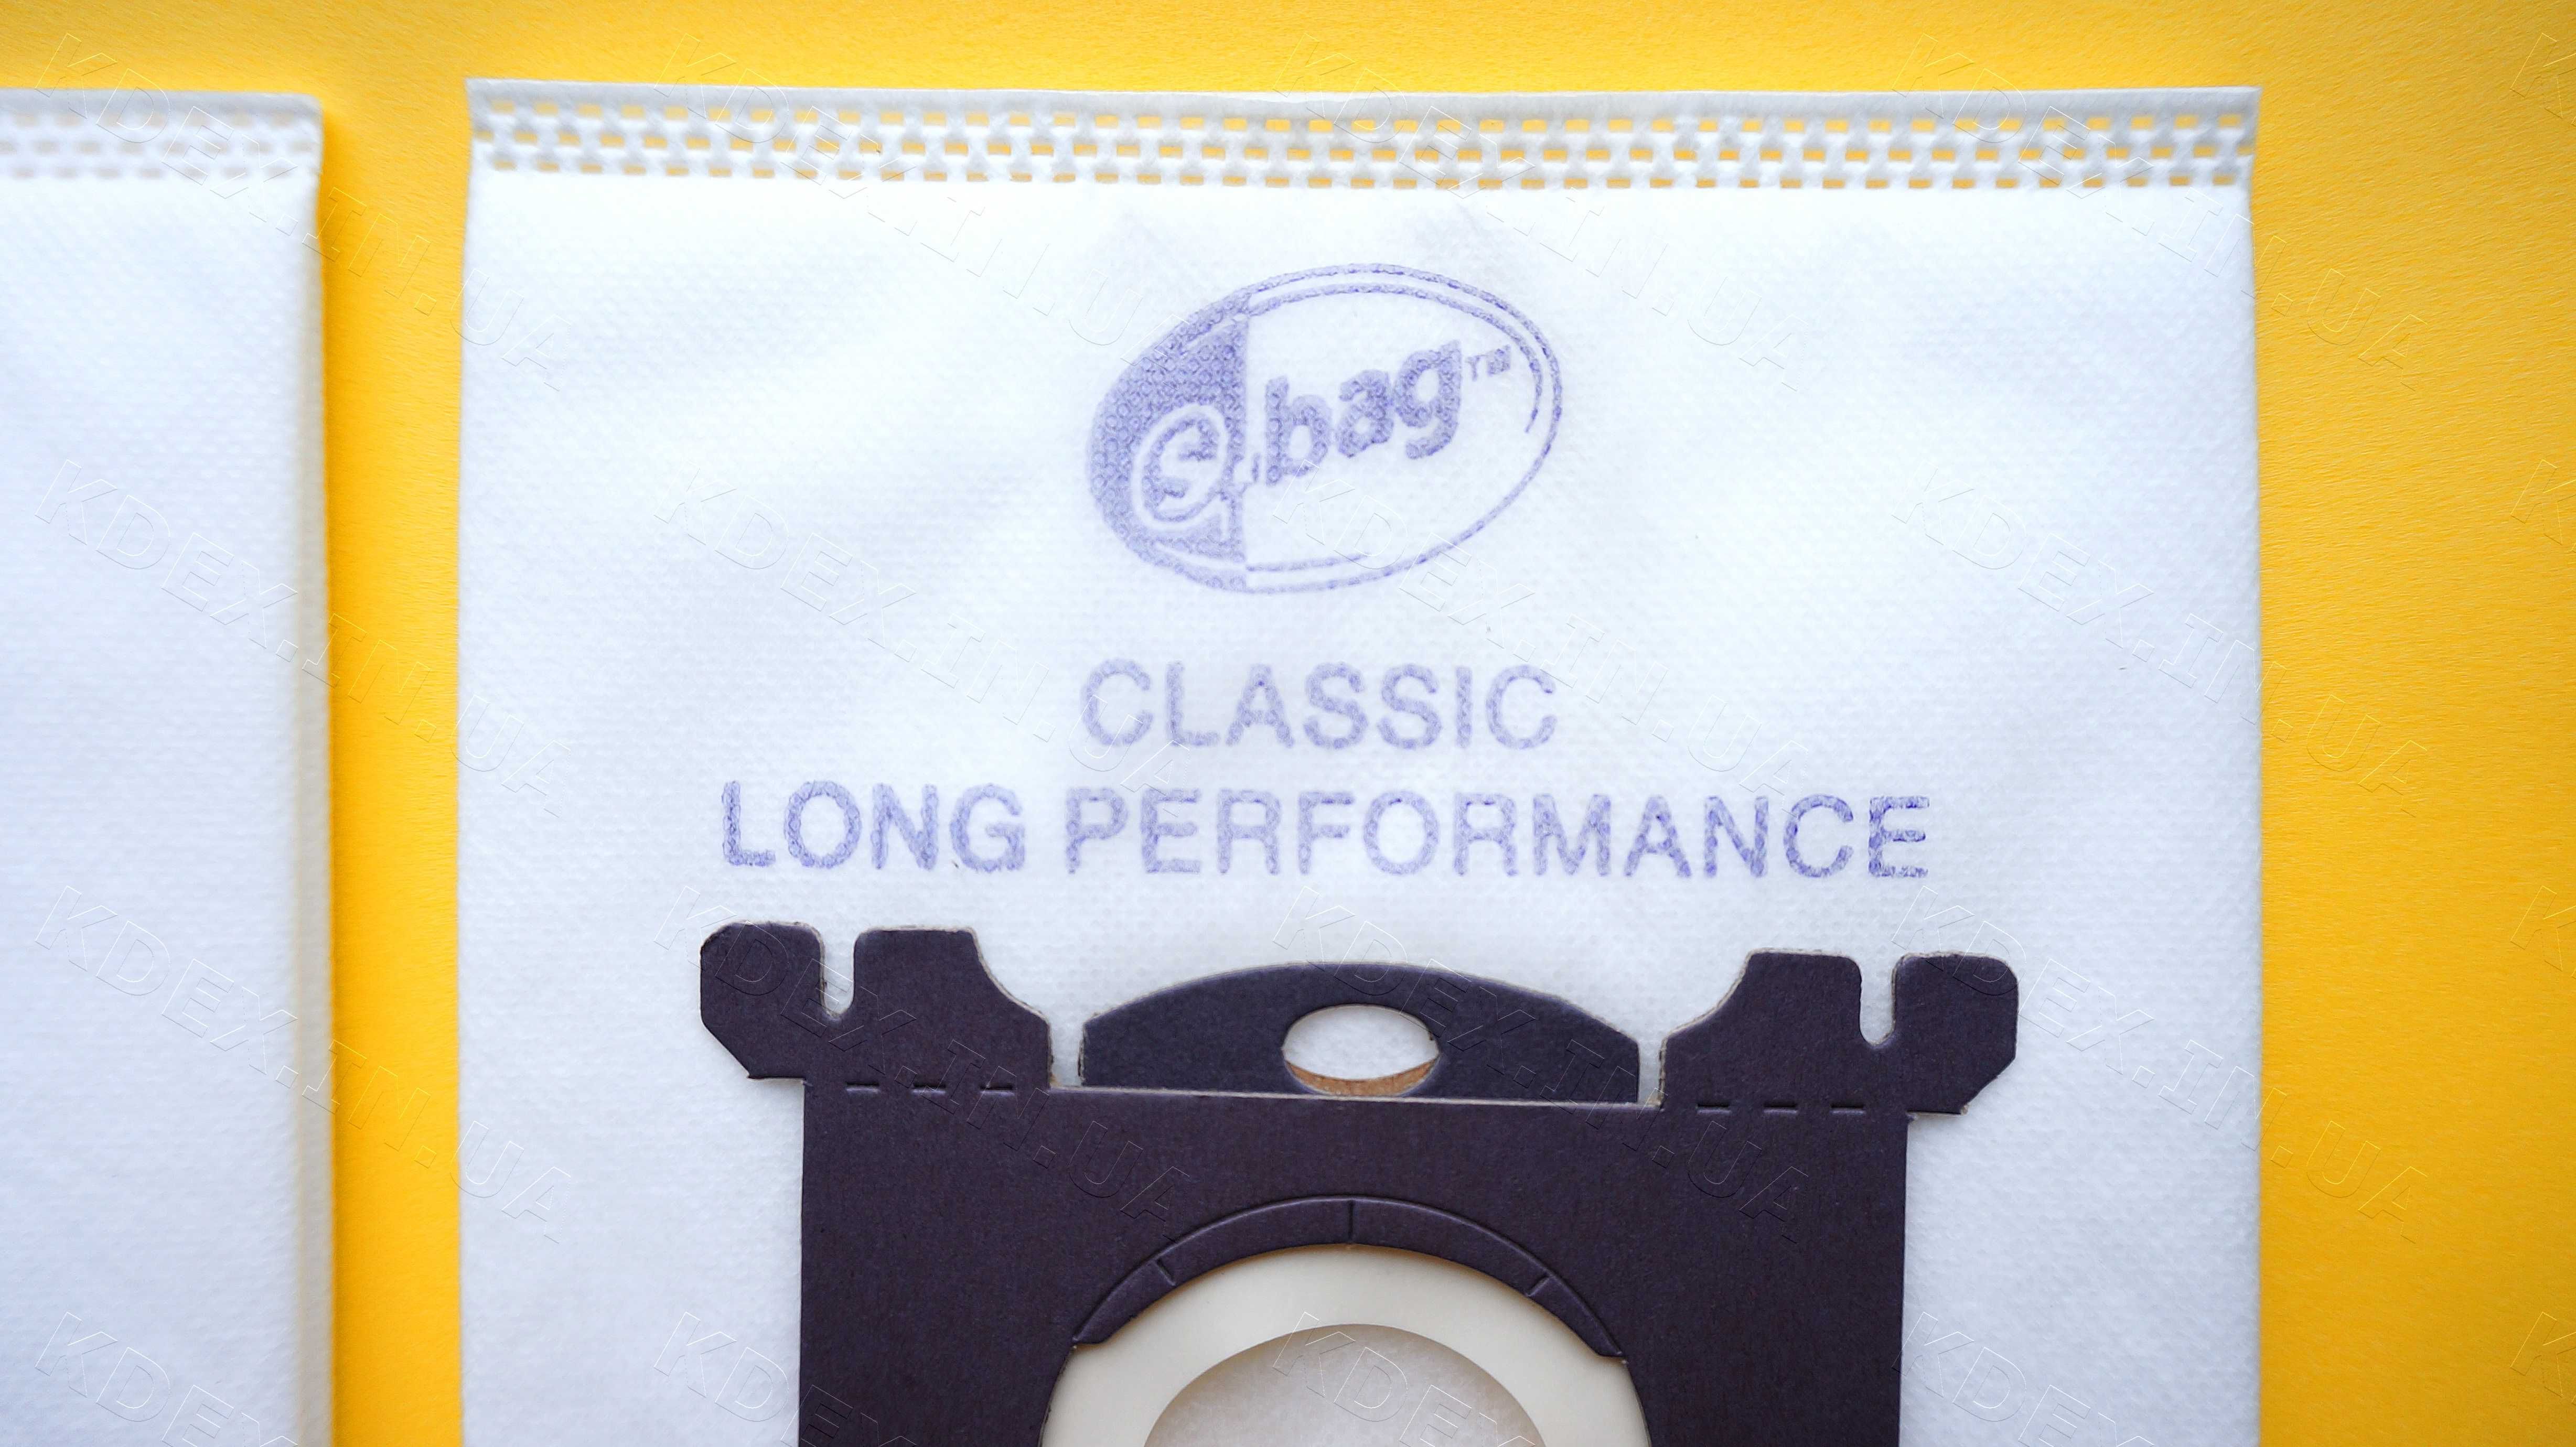 s-bag™
CLASSIC
LONG PERFORMANCE
KDEX.IN.UA